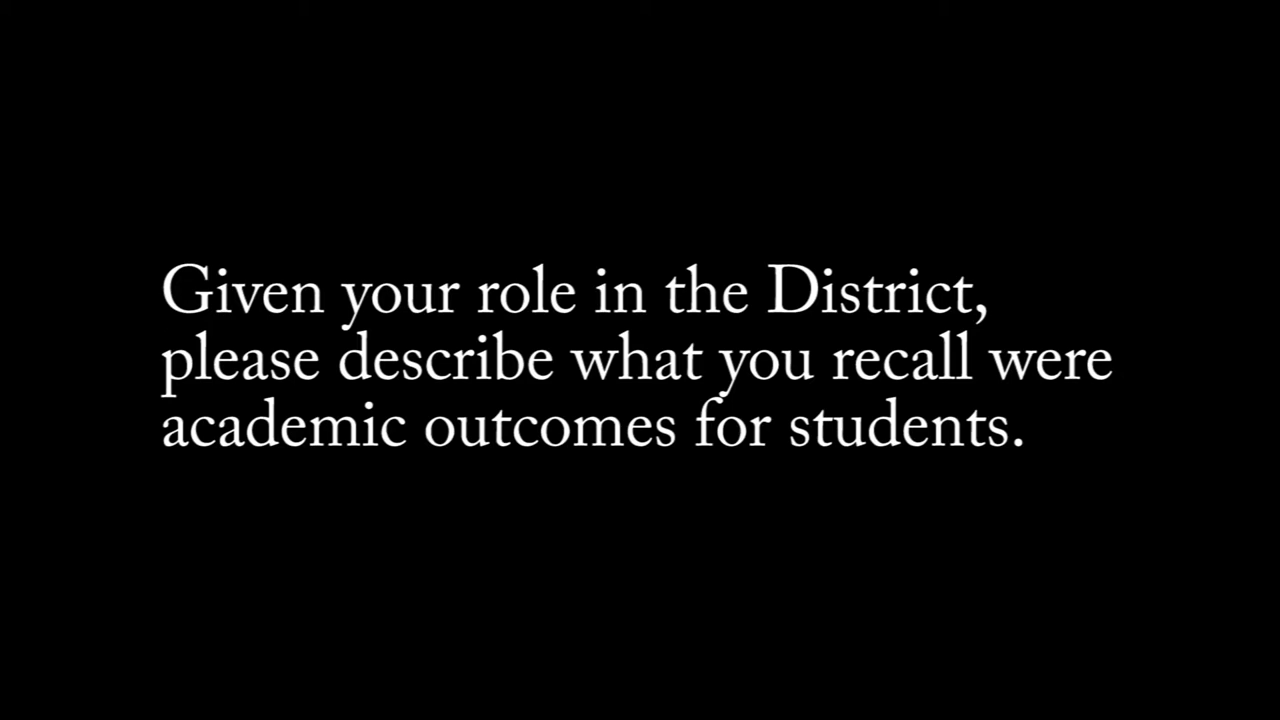 Given your role in the District,
please describe what you recall were
academic outcomes for students.